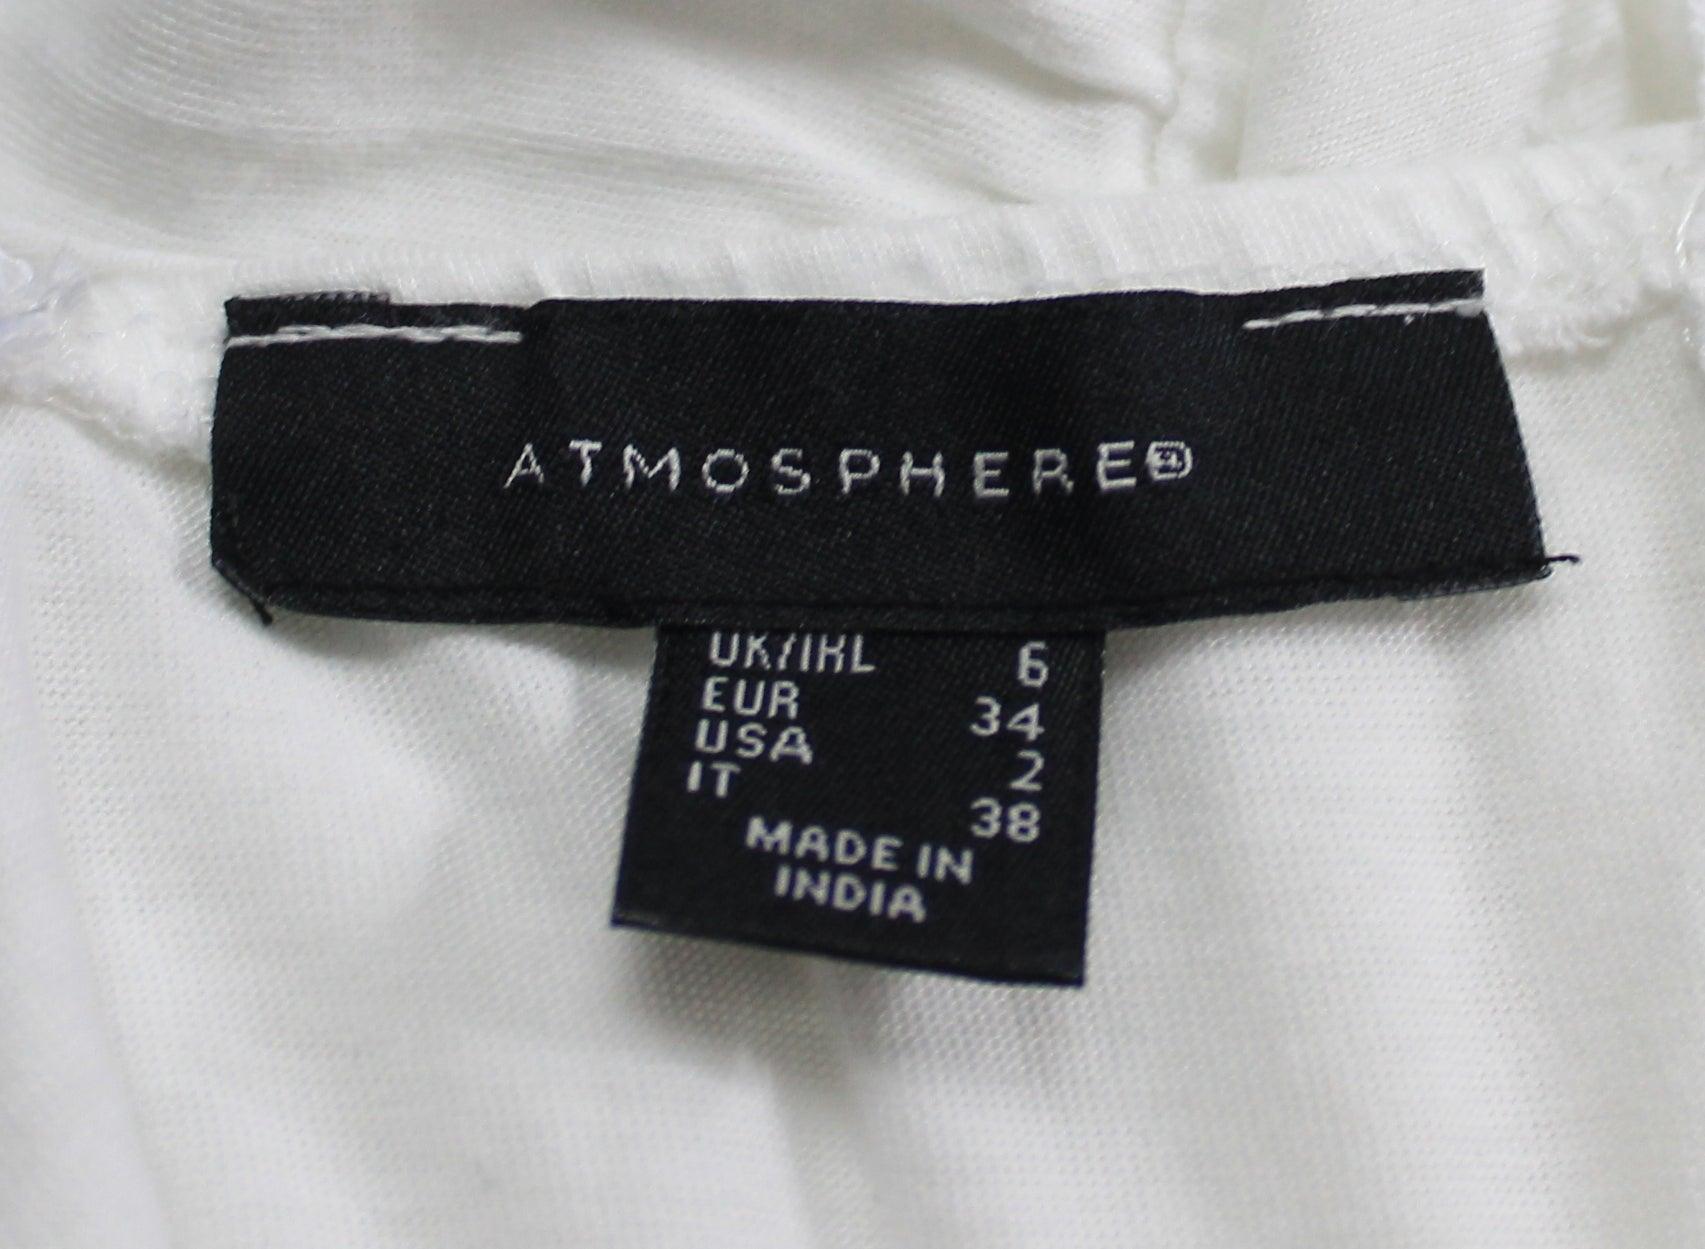 ATMOSPHERE®
UK/IRL 6
EUR 34
USA 2
IT 38
MADE IN
INDIA